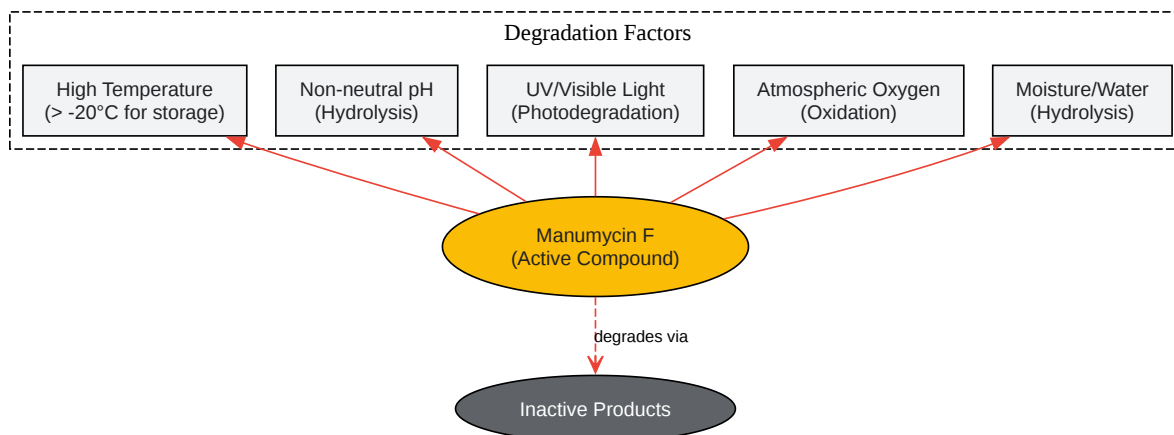 Degradation Factors
High Temperature
(> -20°C for storage)
Non-neutral pH
(Hydrolysis)
UV/Visible Light
(Photodegradation)
Atmospheric Oxygen
(Oxidation)
Moisture/Water
(Hydrolysis)
Manumycin F
(Active Compound)
degrades via
Inactive Products